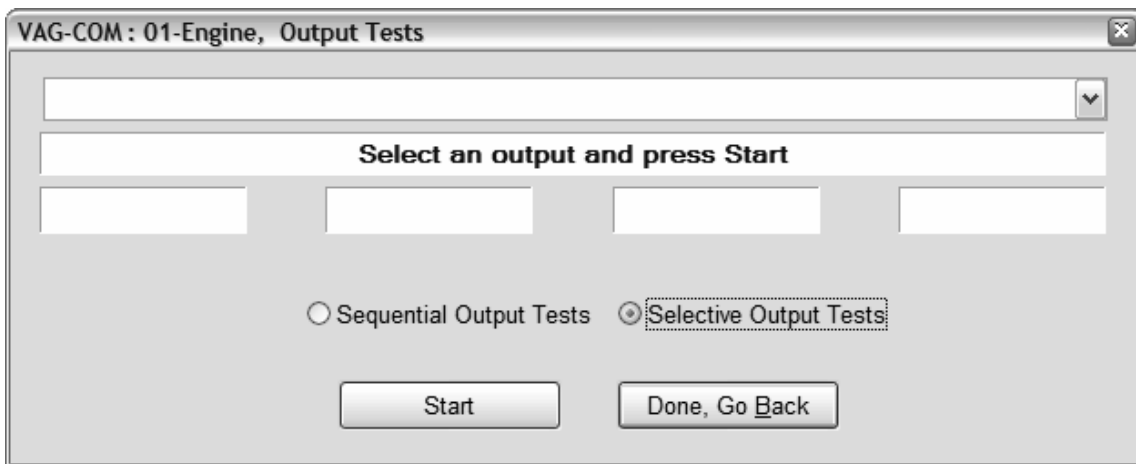 VAG-COM : 01-Engine, Output Tests
Select an output and press Start
Sequential Output Tests Selective Output Tests
Start Done, Go Back